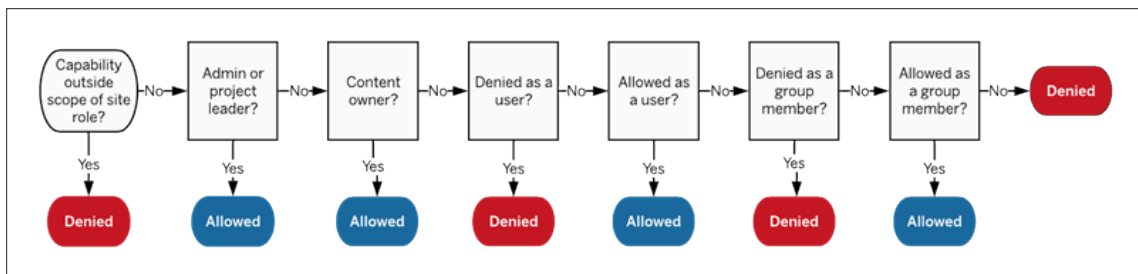 Capability
outside
scope of site
role?
No
Admin or
project
leader?
No
Content
owner?
No
Denied as
a user?
No
Allowed as
a user?
No
Denied as a
group
member?
No
Allowed as
a group
member?
No
Denied
Yes
Yes
Yes
Yes
Yes
Yes
Yes
Denied
Allowed
Allowed
Denied
Allowed
Denied
Allowed